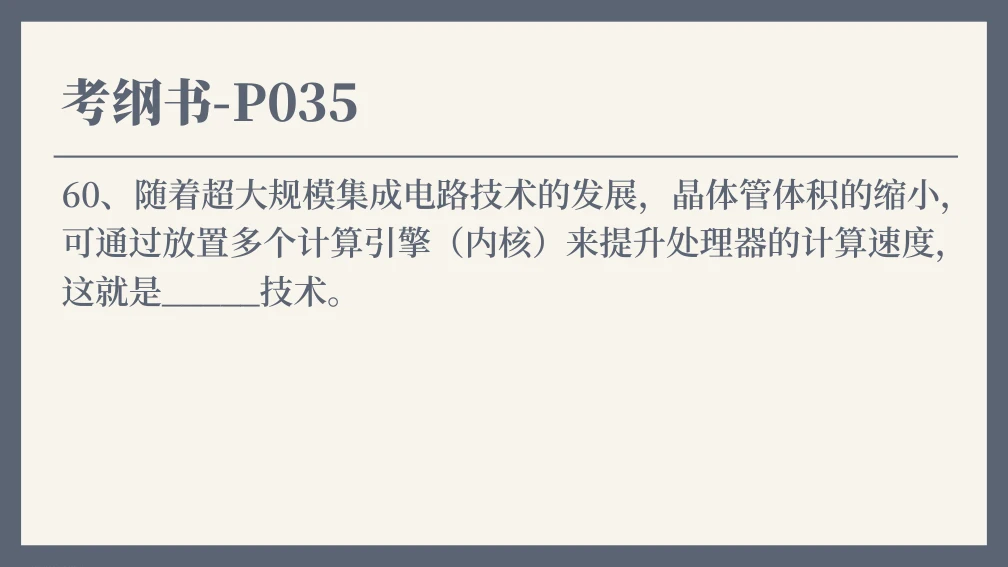 考纲书-P035
60、随着超大规模集成电路技术的发展，晶体管体积的缩小，
可通过放置多个计算引擎（内核）来提升处理器的计算速度，
这就是______技术。